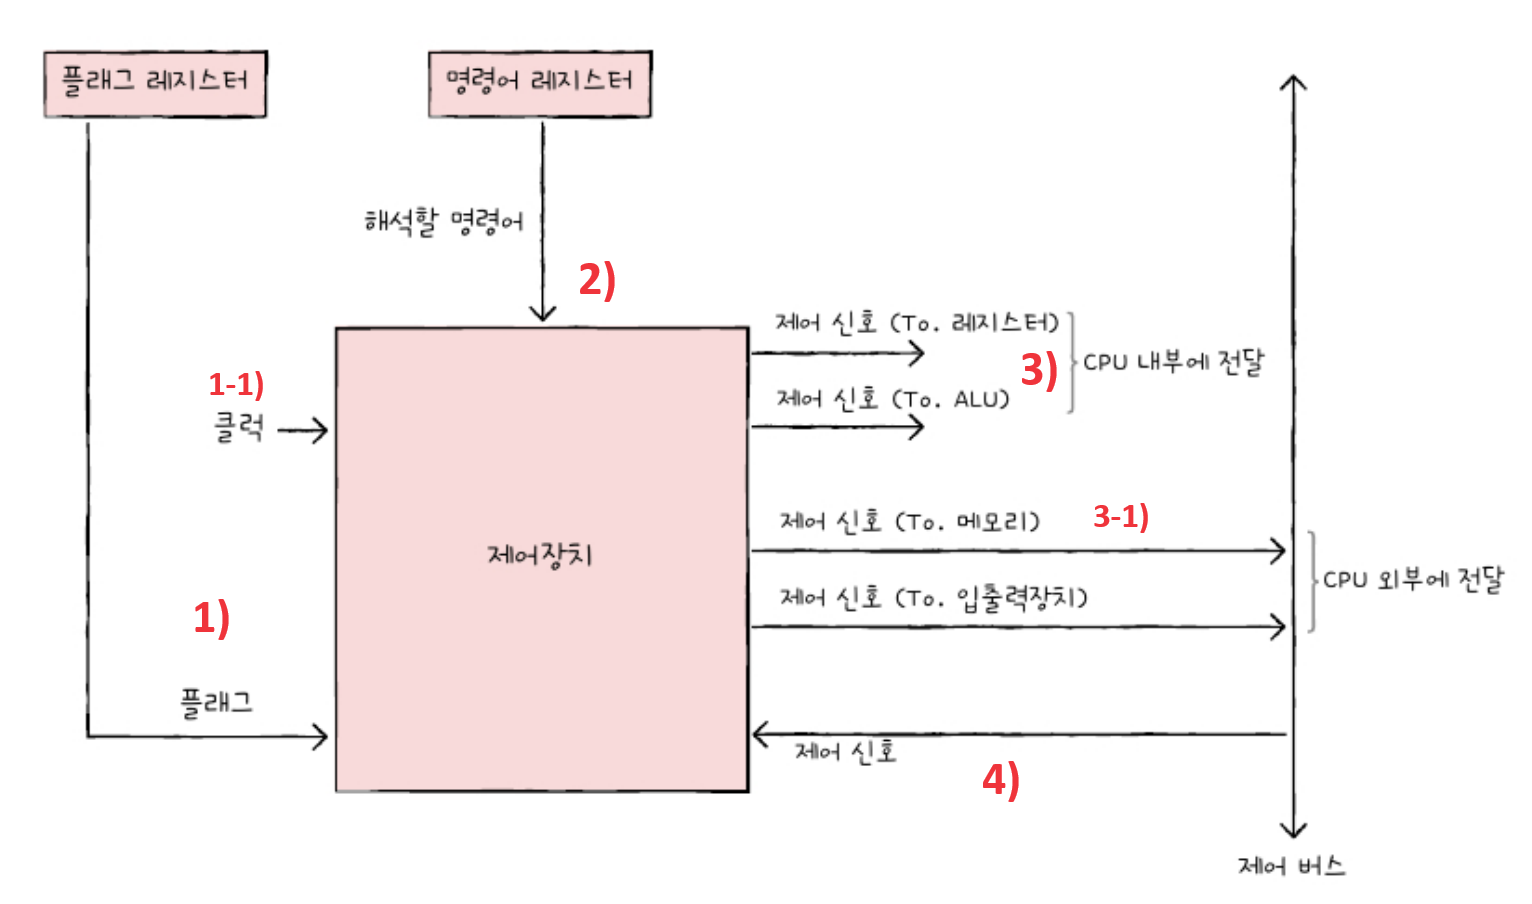 플래그 레지스터
명령어 레지스터
해석할 명령어
2)
제어 신호 (To. 레지스터)
3)
CPU 내부에 전달
1-1)
클럭
제어 신호 (To. ALU)
제어 신호 (To. 메모리)
3-1)
제어장치
CPU 외부에 전달
제어 신호 (To. 입출력장치)
1)
플래그
제어 신호
4)
제어 버스